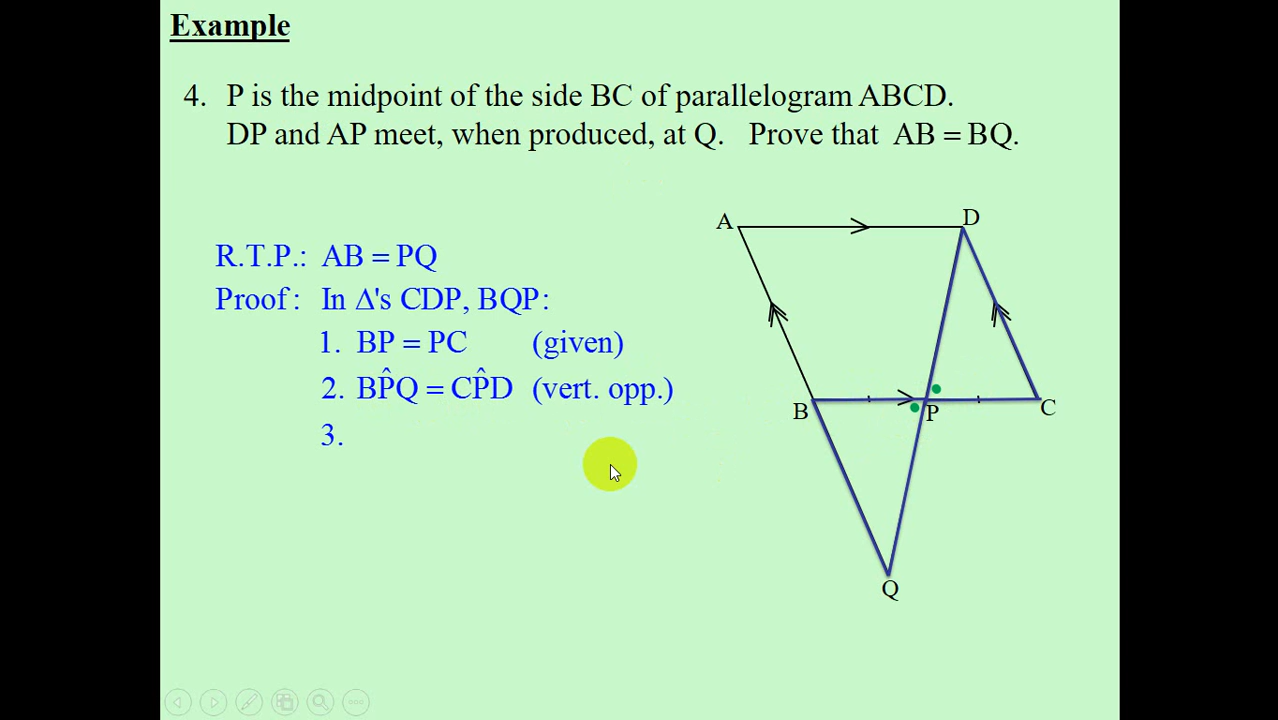 Example
4. P is the midpoint of the side BC of parallelogram ABCD.
DP and AP meet, when produced, at Q. Prove that AB = BQ.
R.T.P.: AB = PQ
Proof: In Δ's CDP, BQP:
1. BP = PC (given)
2. BP̂Q = CP̂D (vert. opp.)
3.
A
D
B
P
C
Q